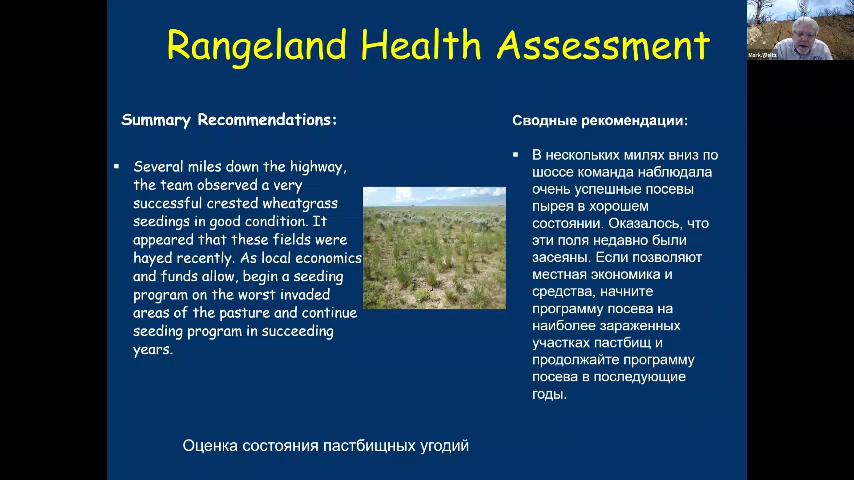 Rangeland Health Assessment
Mark.Weltz
Summary Recommendations:
Several miles down the highway,
the team observed a very
successful crested wheatgrass
seedings in good condition. It
appeared that these fields were
hayed recently. As local economics
and funds allow, begin a seeding
program on the worst invaded
areas of the pasture and continue
seeding program in succeeding
years.
Сводные рекомендации:
В нескольких милях вниз по
шоссе команда наблюдала
очень успешные посевы
пырея в хорошем
состоянии. Оказалось, что
эти поля недавно были
засеяны. Если позволяют
местная экономика и
средства, начните
программу посева на
наиболее зараженных
участках пастбищ и
продолжайте программу
посева в последующие
годы.
Оценка состояния пастбищных угодий